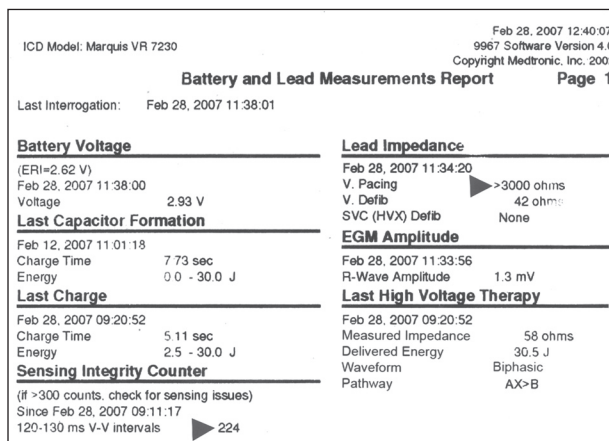 Feb 28, 2007 12:40:07
ICD Model: Marquis VR 7230
9967 Software Version 4.0
Copyright Medtronic, Inc. 2002
Battery and Lead Measurements Report Page 1
Last Interrogation: Feb 28, 2007 11:38:01
Battery Voltage
(ERI=2.62 V)
Feb 28, 2007 11:38:00
Voltage 2.93 V
Last Capacitor Formation
Feb 12, 2007 11:01:18
Charge Time 7.73 sec
Energy 0.0 - 30.0 J
Last Charge
Feb 28, 2007 09:20:52
Charge Time 5.11 sec
Energy 2.5 - 30.0 J
Sensing Integrity Counter
(if >300 counts, check for sensing issues)
Since Feb 28, 2007 09:11:17
120-130 ms V-V intervals 224
Lead Impedance
Feb 28, 2007 11:34:20
V. Pacing >3000 ohms
V. Defib 42 ohms
SVC (HVX) Defib None
EGM Amplitude
Feb 28, 2007 11:33:56
R-Wave Amplitude 1.3 mV
Last High Voltage Therapy
Feb 28, 2007 09:20:52
Measured Impedance 58 ohms
Delivered Energy 30.5 J
Waveform Biphasic
Pathway AX>B